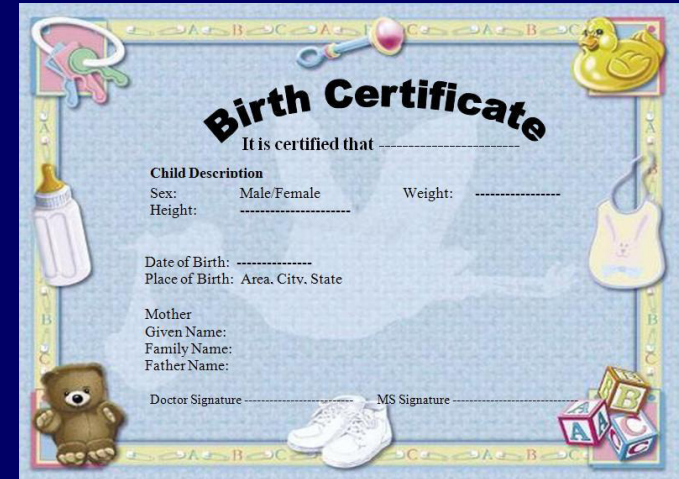 A B C A C A
Birth Certificate
It is certified that ------------------------
Child Description
Sex: Male/Female Weight: -----------------
Height: ----------------------
Date of Birth: ---------------
Place of Birth: Area, City, State
Mother
Given Name:
Family Name:
Father Name:
Doctor Signature ---------------------------- MS Signature --------------------------------
A B C A B C
A B C
A B
A A C
B